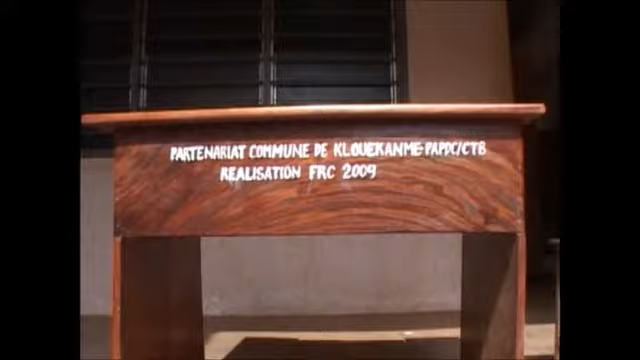 PARTENARIAT COMMUNE DE KLOUEKANME-PAPDC/CTB
REALISATION FRC 2009